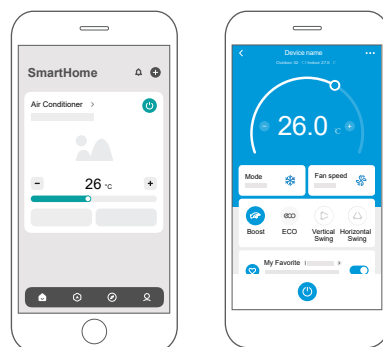 SmartHome
Air Conditioner >
- 26 °C +
Device name
- 26.0 c +
Mode
Fan speed
eco
Boost ECO Vertical Swing Horizontal Swing
My Favorite